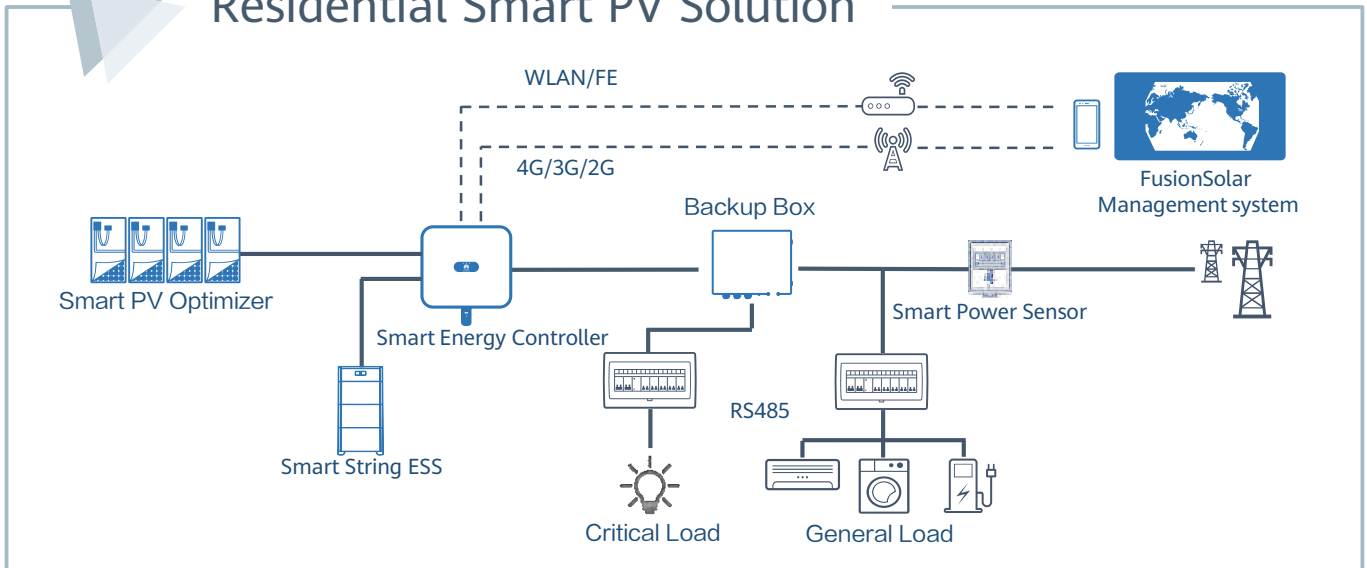 Residential Smart PV Solution
WLAN/FE
4G/3G/2G
FusionSolar
Management system
Backup Box
Smart PV Optimizer
Smart Energy Controller
Smart Power Sensor
RS485
Smart String ESS
Critical Load
General Load